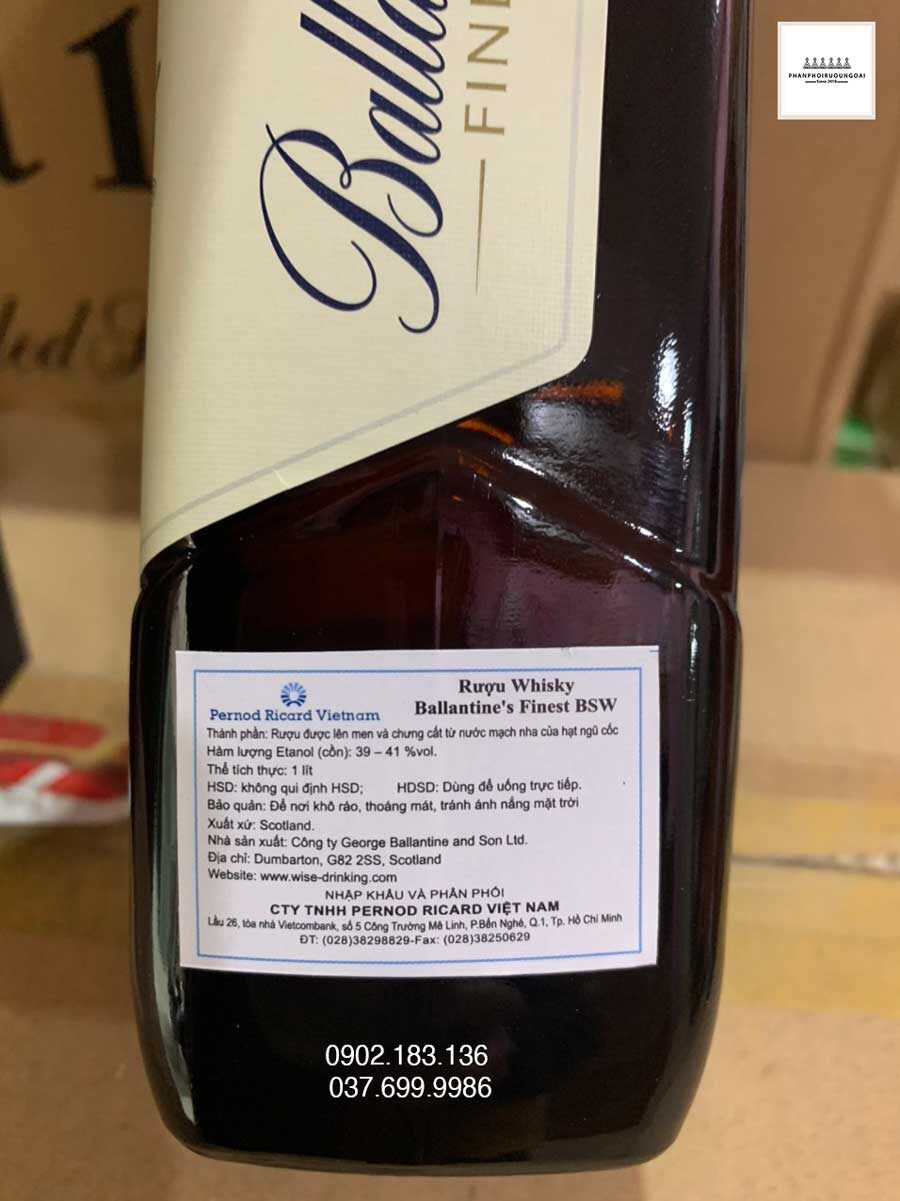 PHANPHOIRUOUNGOAI
Since 2018
Balla
FINE
Pernod Ricard Vietnam
Rượu Whisky
Ballantine's Finest BSW
Thành phần: Rượu được lên men và chưng cất từ nước mạch nha của hạt ngũ cốc
Hàm lượng Etanol (cồn): 39 – 41 %vol.
Thể tích thực: 1 lít
HSD: không qui định HSD; HDSD: Dùng để uống trực tiếp.
Bảo quản: Để nơi khô ráo, thoáng mát, tránh ánh nắng mặt trời
Xuất xứ: Scotland.
Nhà sản xuất: Công ty George Ballantine and Son Ltd.
Địa chỉ: Dumbarton, G82 2SS, Scotland
Website: www.wise-drinking.com
NHẬP KHẨU VÀ PHÂN PHỐI
CTY TNHH PERNOD RICARD VIỆT NAM
Lầu 26, tòa nhà Vietcombank, số 5 Công Trường Mê Linh, P.Bến Nghé, Q.1, Tp. Hồ Chí Minh
ĐT: (028)38298829-Fax: (028)38250629
0902.183.136
037.699.9986